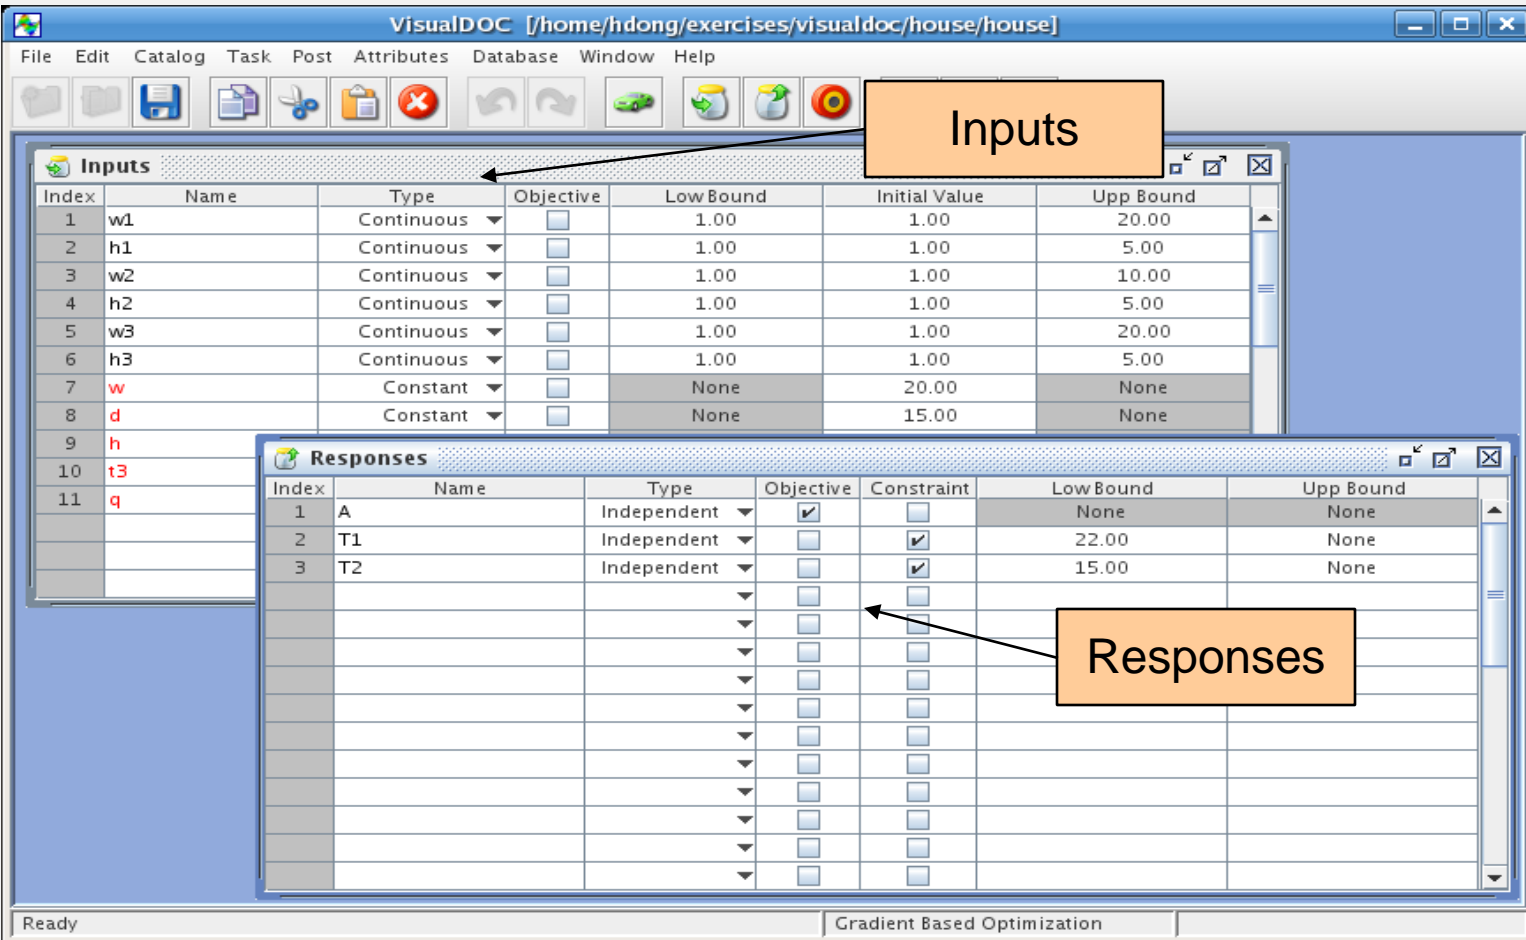 VisualDOC [/home/hdong/exercises/visualdoc/house/house]
File Edit Catalog Task Post Attributes Database Window Help
Inputs
Inputs
Index Name Type Objective Low Bound Initial Value Upp Bound
1 w1 Continuous 1.00 1.00 20.00
2 h1 Continuous 1.00 1.00 5.00
3 w2 Continuous 1.00 1.00 10.00
4 h2 Continuous 1.00 1.00 5.00
5 w3 Continuous 1.00 1.00 20.00
6 h3 Continuous 1.00 1.00 5.00
7 w Constant None 20.00 None
8 d Constant None 15.00 None
9 h
10 t3
11 q
Responses
Index Name Type Objective Constraint Low Bound Upp Bound
1 A Independent None None
2 T1 Independent 22.00 None
3 T2 Independent 15.00 None
Responses
Ready Gradient Based Optimization